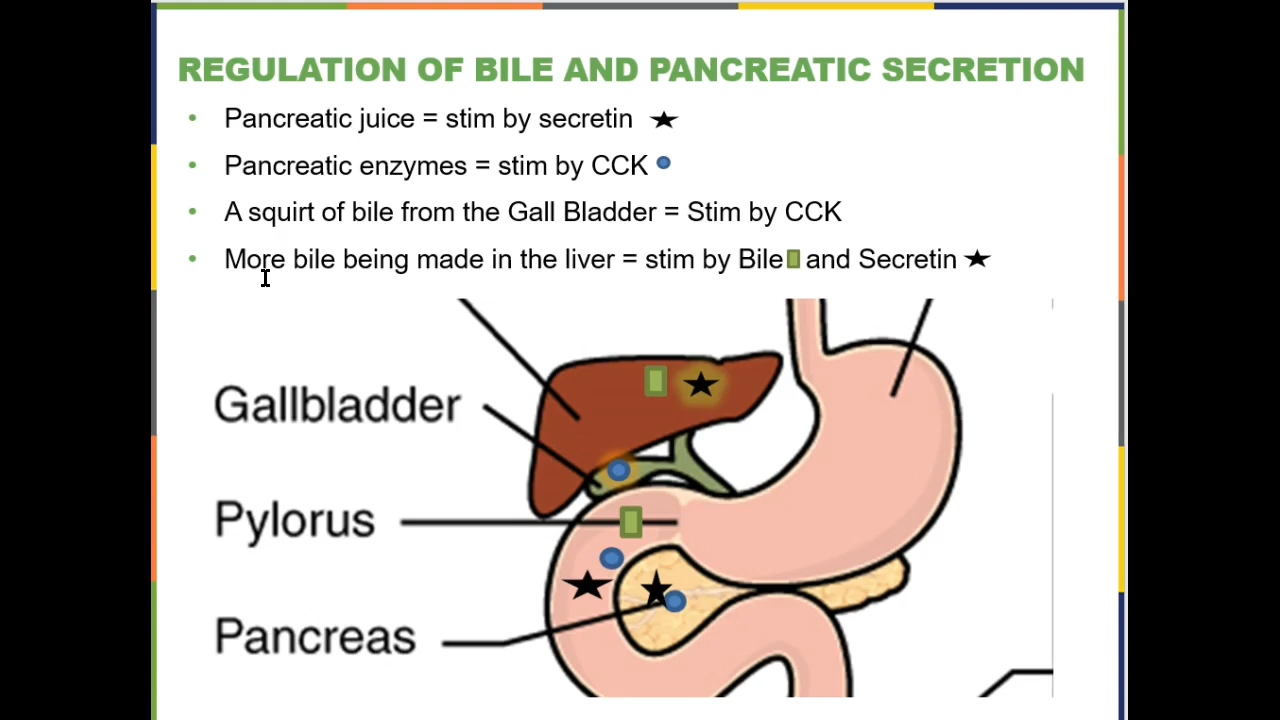 REGULATION OF BILE AND PANCREATIC SECRETION
• Pancreatic juice = stim by secretin
• Pancreatic enzymes = stim by CCK
• A squirt of bile from the Gall Bladder = Stim by CCK
• More bile being made in the liver = stim by Bile and Secretin
Gallbladder
Pylorus
Pancreas